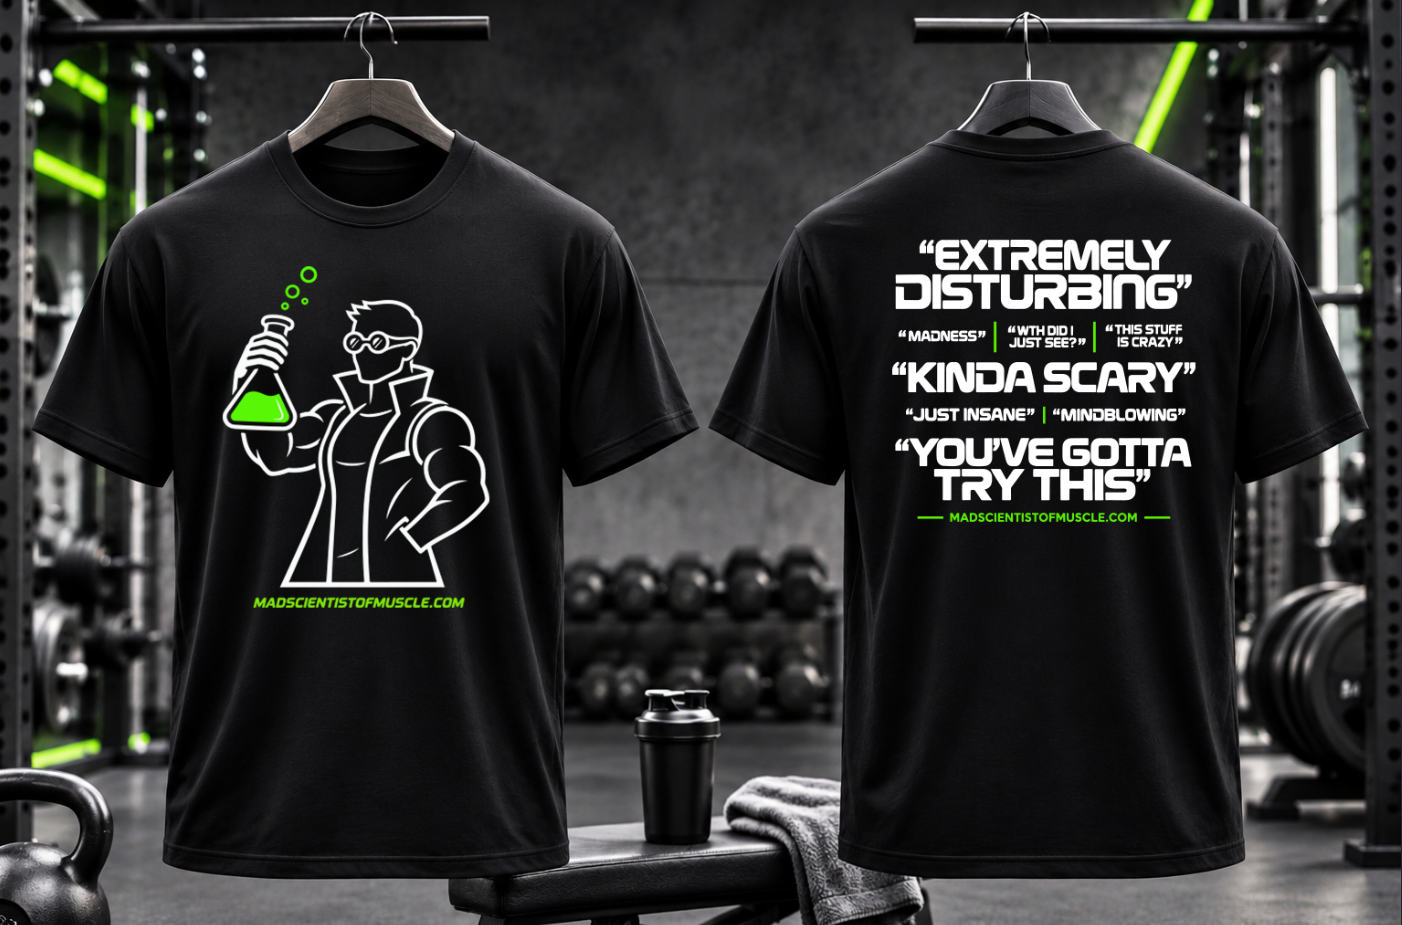 MADSCIENTISTOFMUSCLE.COM
“EXTREMELY
DISTURBING”
“MADNESS” | “WTH DID I JUST SEE?” | “THIS STUFF IS CRAZY”
“KINDA SCARY”
“JUST INSANE” | “MINDBLOWING”
“YOU’VE GOTTA
TRY THIS”
MADSCIENTISTOFMUSCLE.COM